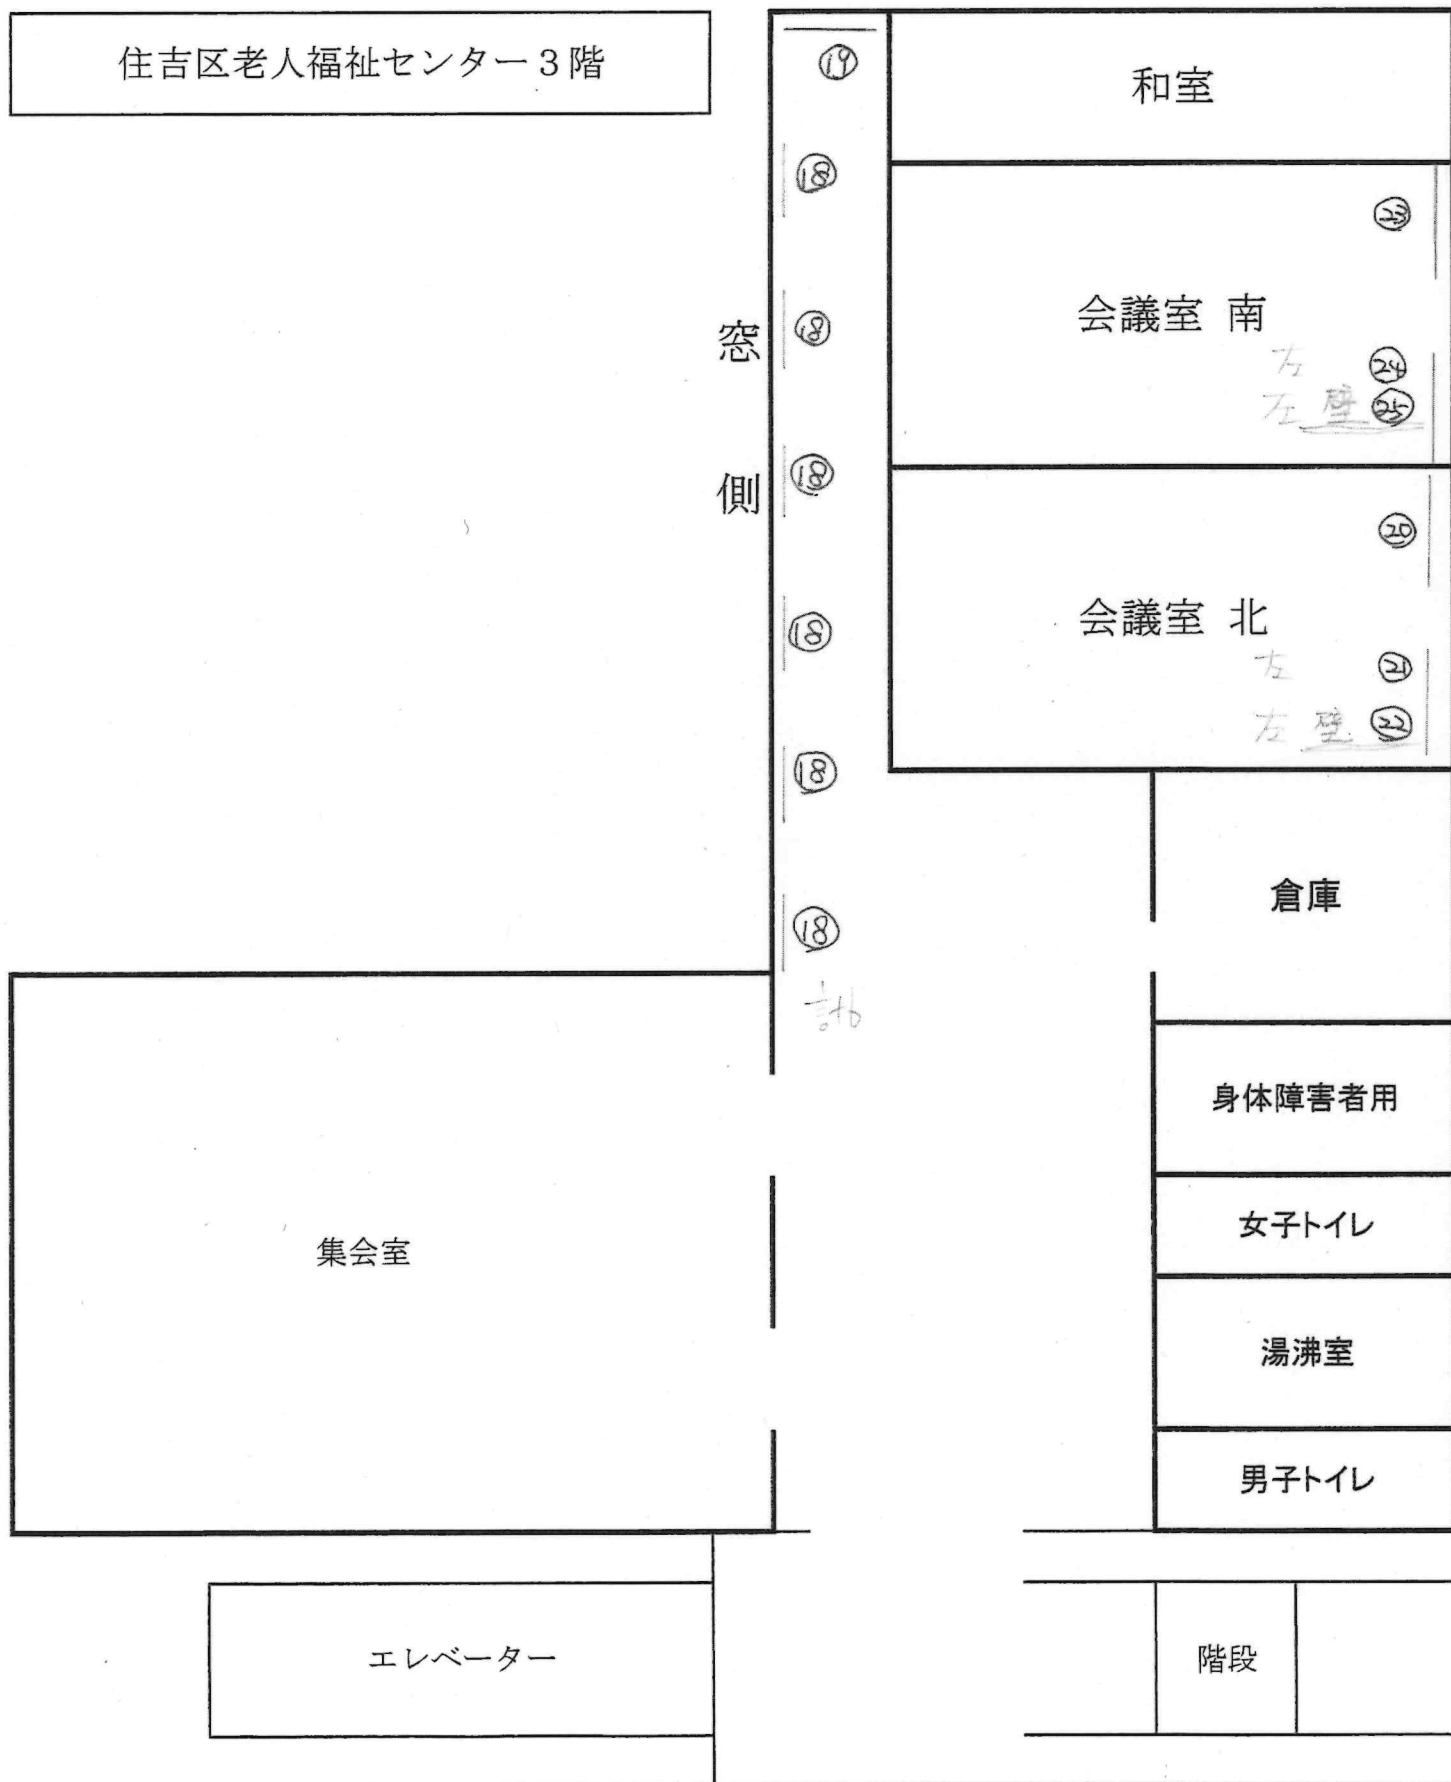 住吉区老人福祉センター３階
⑲
和室
⑱
㉓
⑱
会議室 南
窓側
左 ㉔
左 壁 ㉕
⑱
⑳
会議室 北
⑱
左 ㉑
左 壁 ㉒
⑱
倉庫
⑱
身体障害者用
女子トイレ
集会室
湯沸室
男子トイレ
エレベーター
階段